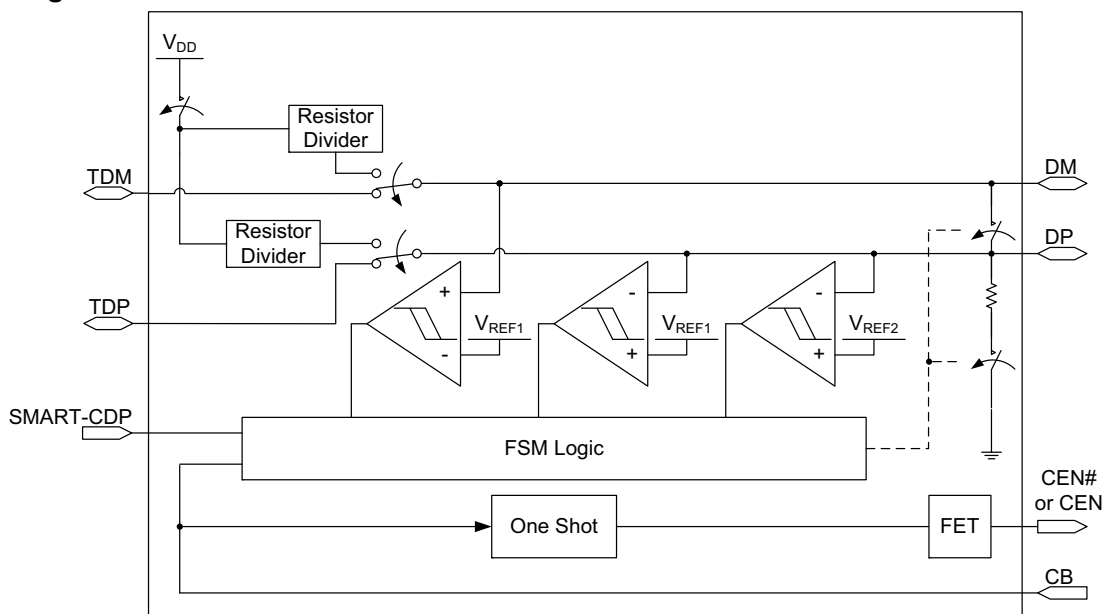 VDD
Resistor
Divider
TDM
DM
Resistor
Divider
DP
+
-
-
TDP
VREF1
VREF1
VREF2
-
+
+
SMART-CDP
FSM Logic
CEN#
or CEN
One Shot
FET
CB